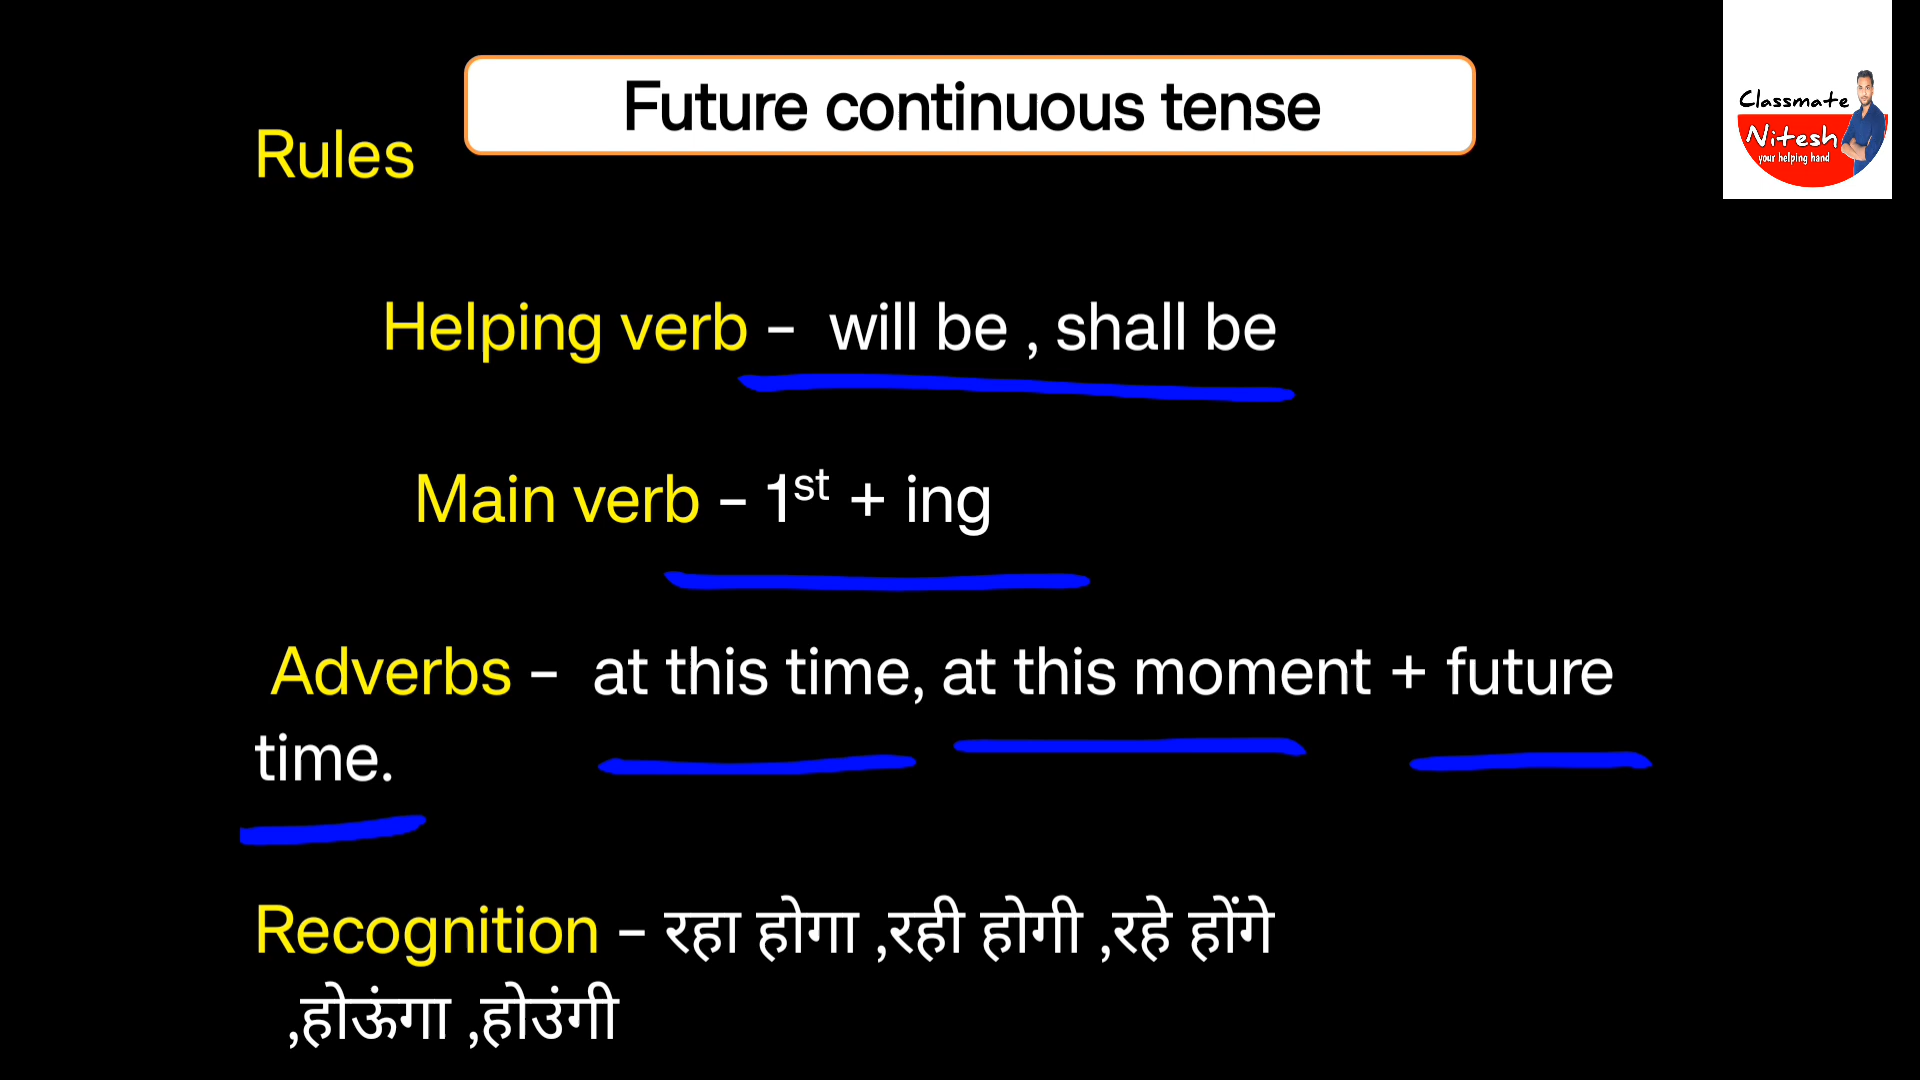 Future continuous tense
Classmate
Nitesh
your helping hand
Rules
Helping verb – will be , shall be
Main verb – 1st + ing
Adverbs – at this time, at this moment + future
time.
Recognition – रहा होगा ,रही होगी ,रहे होंगे
,होऊंगा ,होउंगी